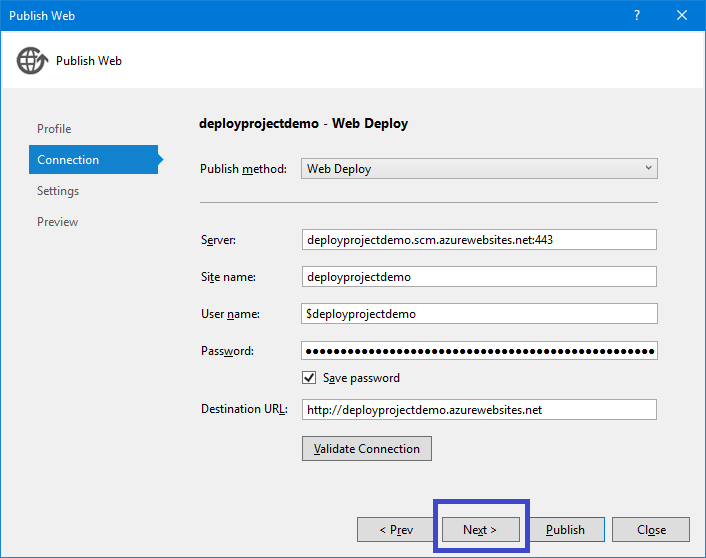 Publish Web
?
Publish Web
Profile
Connection
Settings
Preview
deployprojectdemo - Web Deploy
Publish method: Web Deploy
Server: deployprojectdemo.scm.azurewebsites.net:443
Site name: deployprojectdemo
User name: $deployprojectdemo
Password: ●●●●●●●●●●●●●●●●●●●●●●●●●●●●●●●●●●●●●●●●●●●●●●●●●●
Save password
Destination URL: http://deployprojectdemo.azurewebsites.net
Validate Connection
< Prev Next > Publish Close